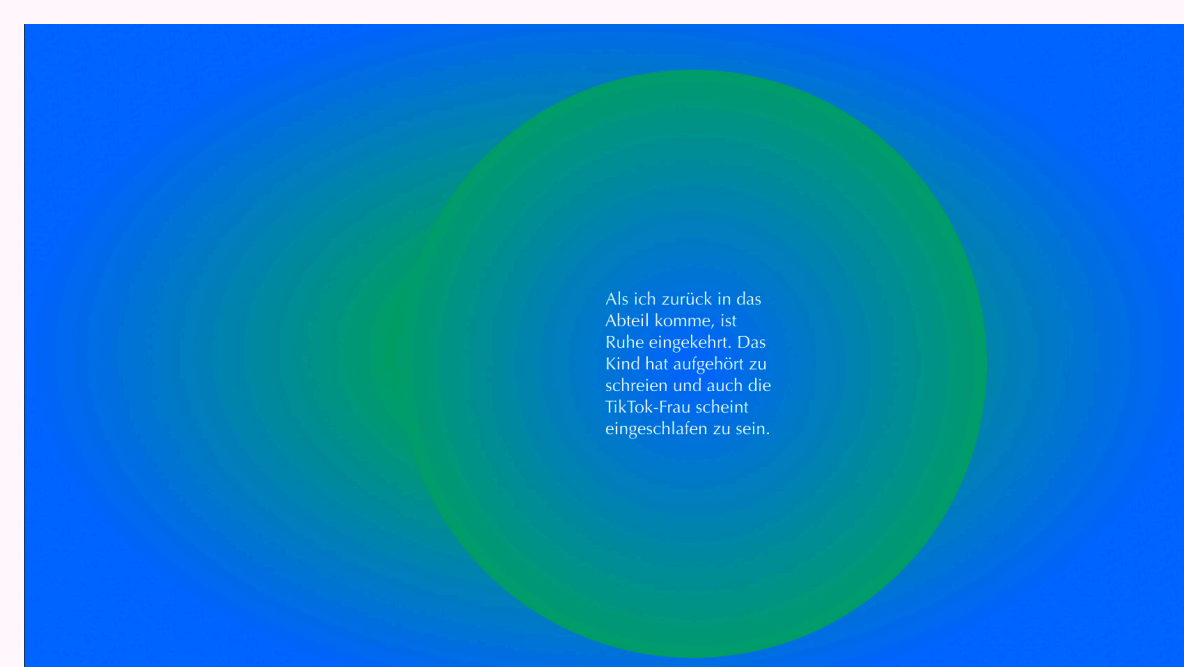 Als ich zurück in das
Abteil komme, ist
Ruhe eingekehrt. Das
Kind hat aufgehört zu
schreien und auch die
TikTok-Frau scheint
eingeschlafen zu sein.